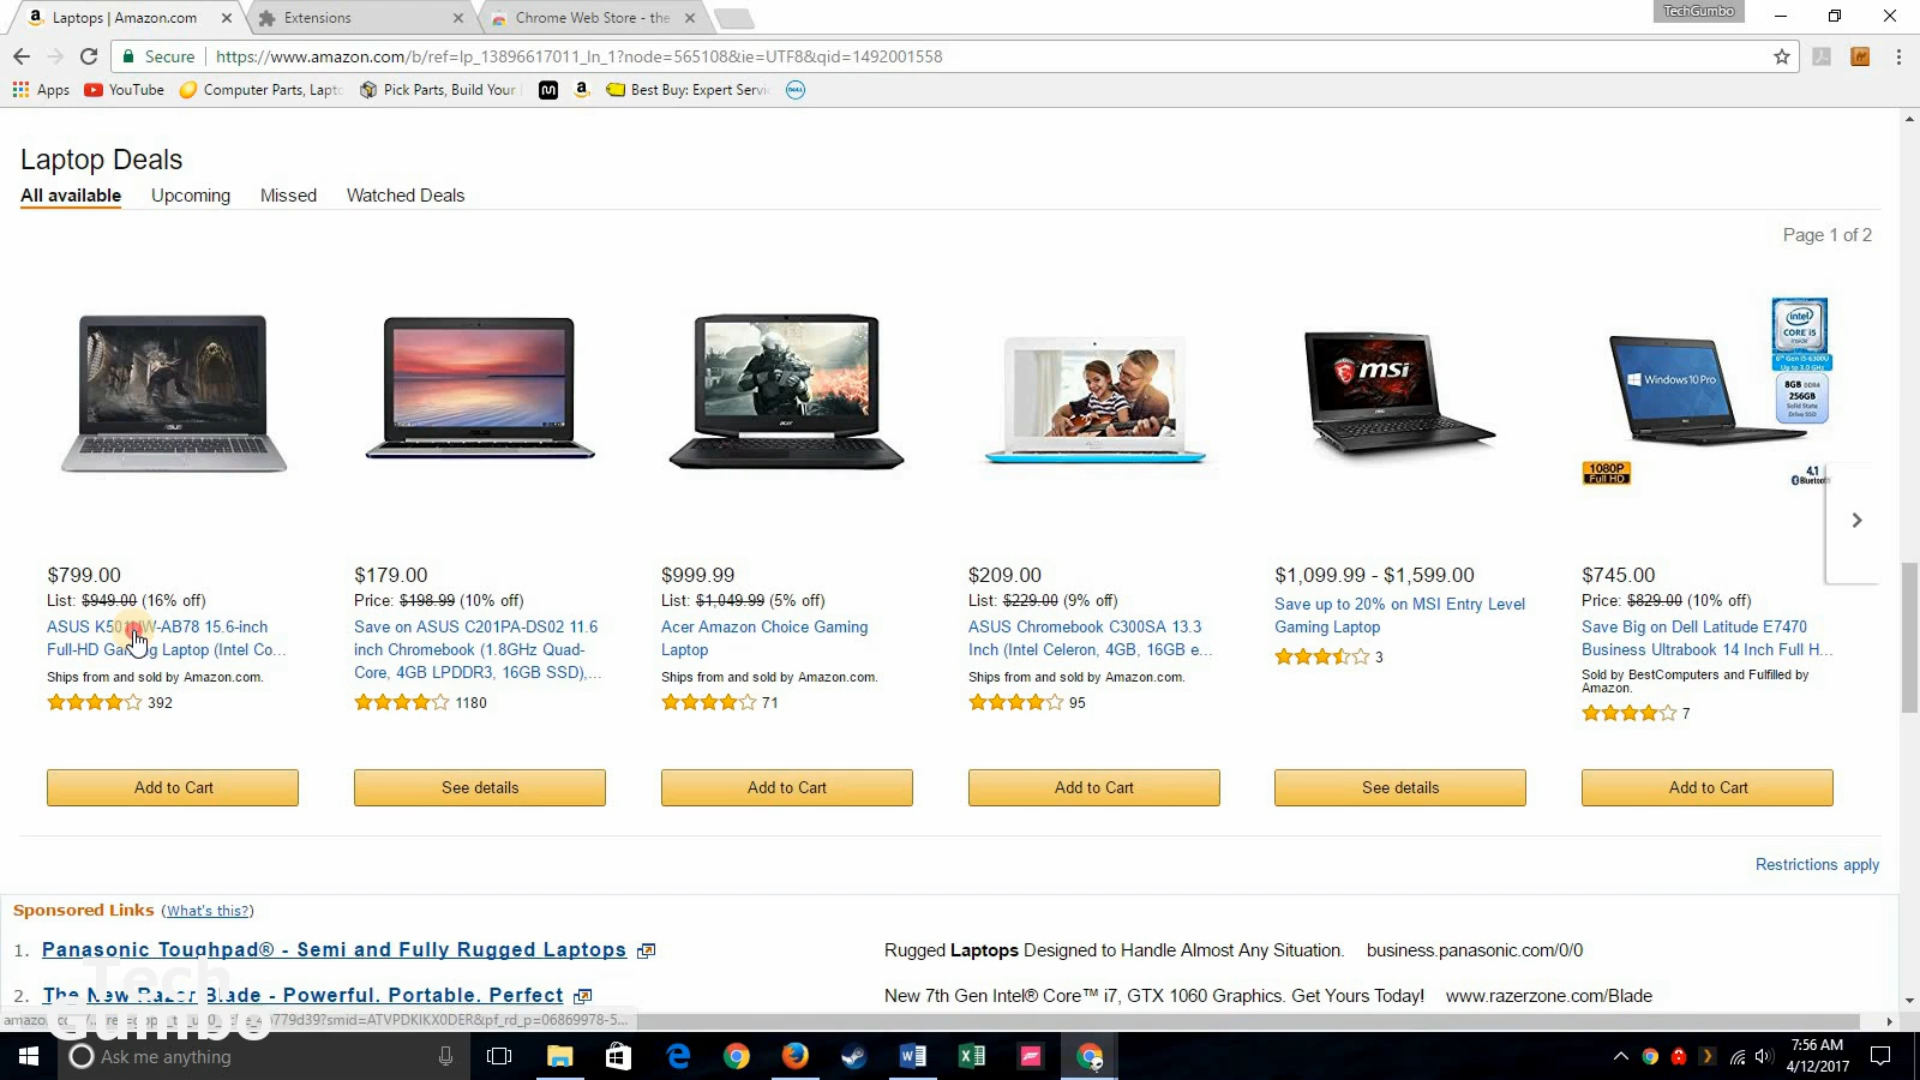 Laptops | Amazon.com
Extensions
Chrome Web Store - the
TechGumbo
Secure https://www.amazon.com/b/ref=lp_13896617011_ln_1?node=565108&ie=UTF8&qid=1492001558
Apps YouTube Computer Parts, Lapto Pick Parts, Build Your Best Buy: Expert Servi
Laptop Deals
All available Upcoming Missed Watched Deals
Page 1 of 2
msi
Windows 10 Pro
intel
CORE i5
inside
8GB DDR4
256GB
Solid State
Drive SSD
1080P
Full HD
4.1
$799.00
List: $949.00 (16% off)
15.6-inch
Full-HD Laptop (Intel Co...
Ships from and sold by Amazon.com.
392
Add to Cart
$179.00
Price: $198.99 (10% off)
Save on ASUS C201PA-DS02 11.6
inch Chromebook (1.8GHz Quad-
Core, 4GB LPDDR3, 16GB SSD),...
1180
See details
$999.99
List: $1,049.99 (5% off)
Acer Amazon Choice Gaming
Laptop
Ships from and sold by Amazon.com.
71
Add to Cart
$209.00
List: $229.00 (9% off)
ASUS Chromebook C300SA 13.3
Inch (Intel Celeron, 4GB, 16GB e...
Ships from and sold by Amazon.com.
95
Add to Cart
$1,099.99 - $1,599.00
Save up to 20% on MSI Entry Level
Gaming Laptop
3
See details
$745.00
Price: $829.00 (10% off)
Save Big on Dell Latitude E7470
Business Ultrabook 14 Inch Full H...
Sold by BestComputers and Fulfilled by
Amazon.
7
Add to Cart
Restrictions apply
Sponsored Links (What's this?)
1. Panasonic Toughpad® - Semi and Fully Rugged Laptops
Rugged Laptops Designed to Handle Almost Any Situation. business.panasonic.com/0/0
2. The New Razer Blade - Powerful. Portable. Perfect
New 7th Gen Intel® Core™ i7, GTX 1060 Graphics. Get Yours Today! www.razerzone.com/Blade
Tech
Gumbo
Ask me anything
7:56 AM
4/12/2017